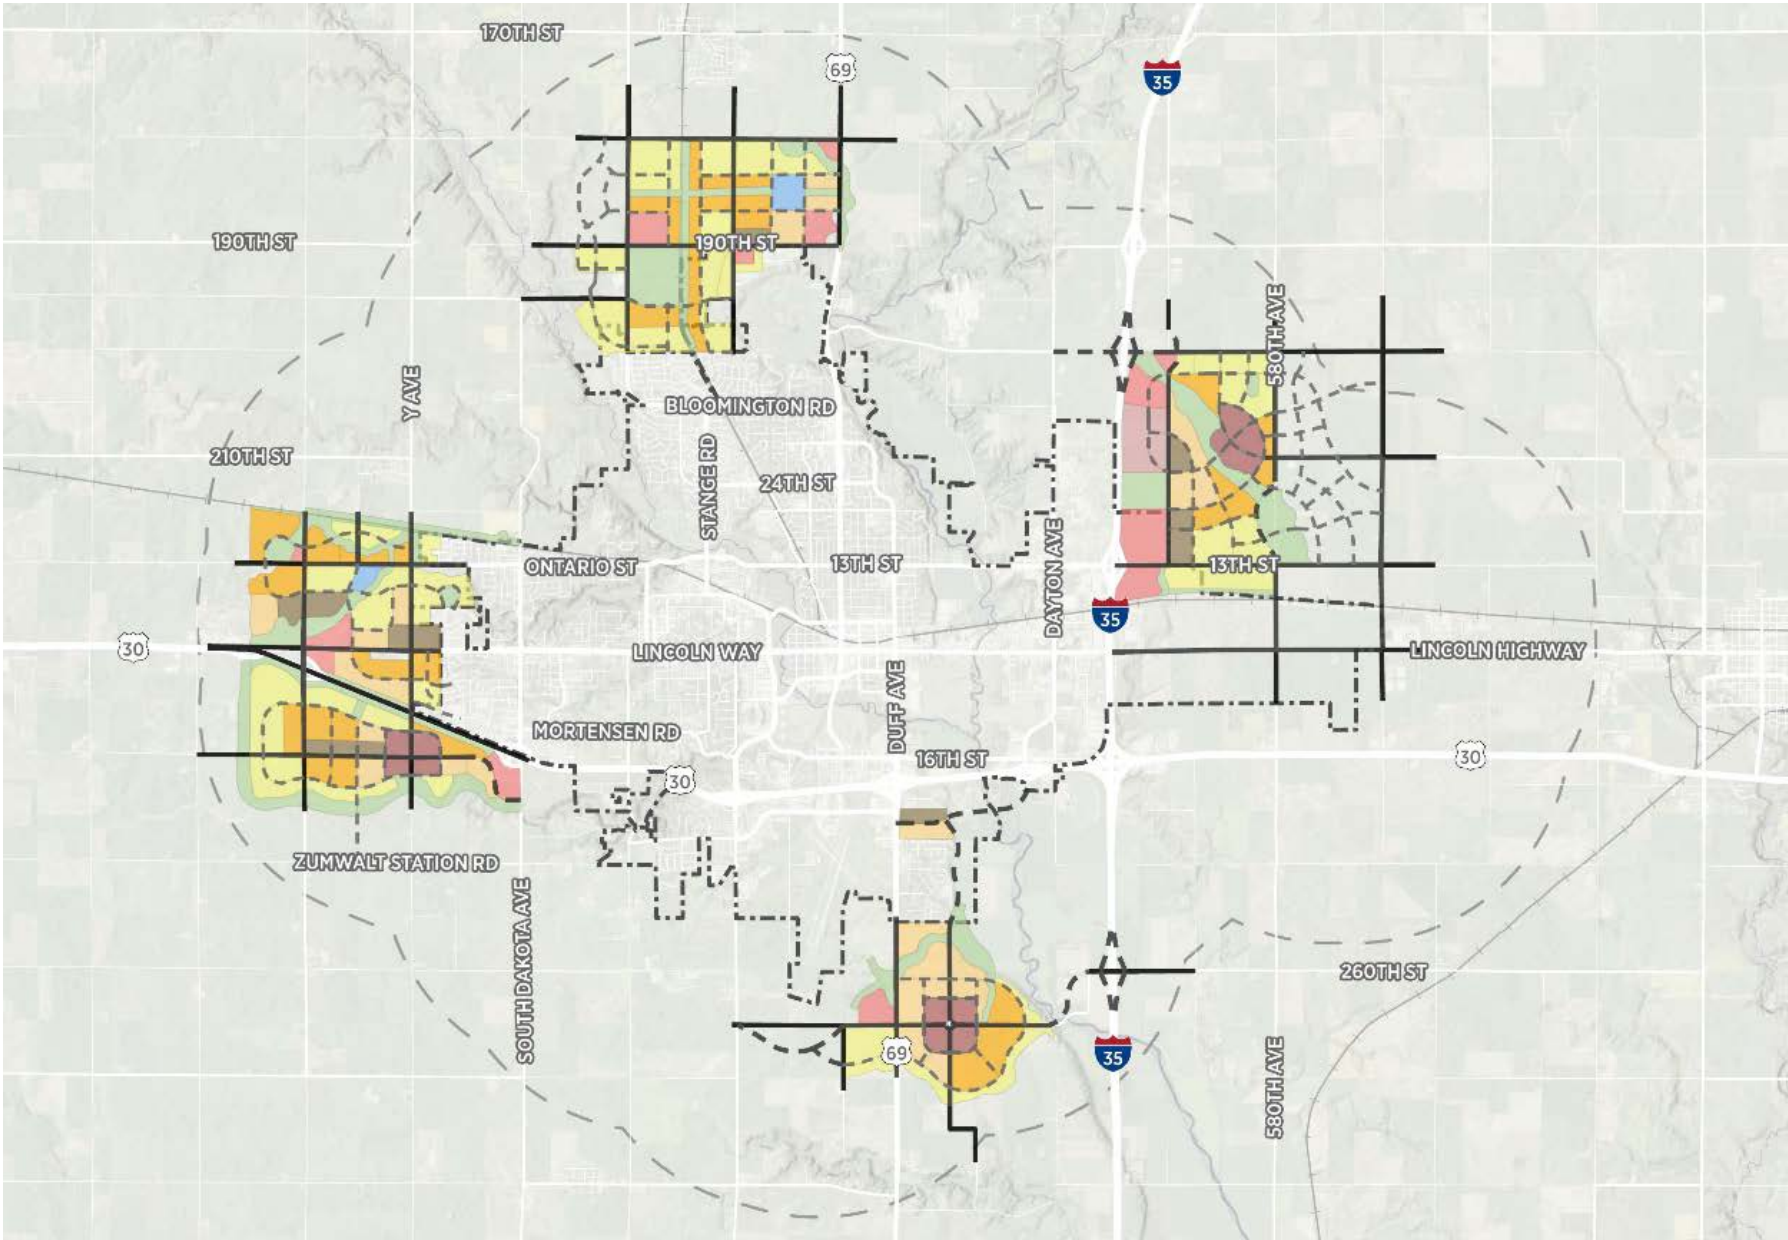 170TH ST
69
35
190TH ST
190TH ST
580TH AVE
Y AVE
BLOOMINGTON RD
STANGE RD
210TH ST
24TH ST
DAYTON AVE
ONTARIO ST
13TH ST
13TH ST
35
30
LINCOLN WAY
LINCOLN HIGHWAY
DUFF AVE
MORTENSEN RD
16TH ST
30
30
ZUMWALT STATION RD
SOUTH DAKOTA AVE
260TH ST
69
35
580TH AVE